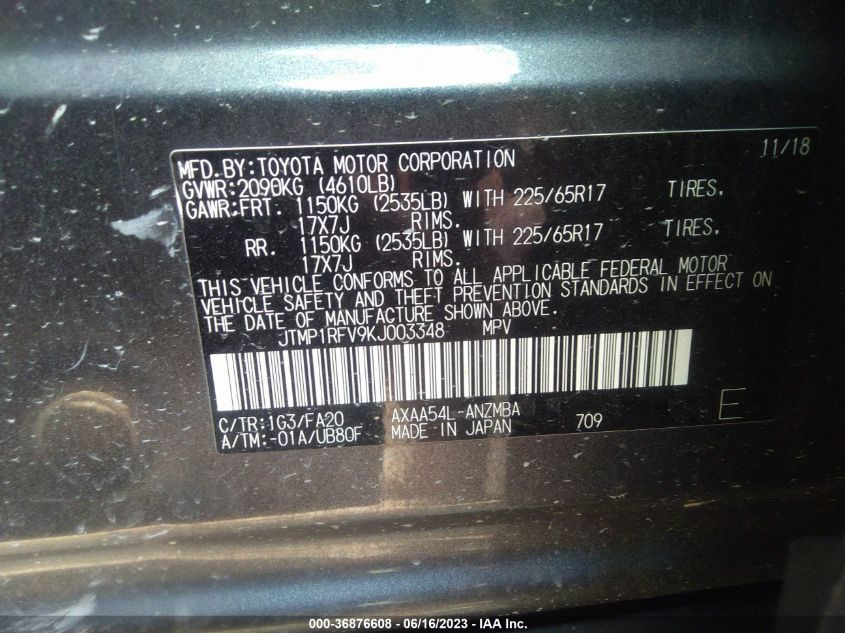 11/18
MFD.BY:TOYOTA MOTOR CORPORATION
GVWR:2090KG (4610LB)
GAWR:FRT. 1150KG (2535LB) WITH 225/65R17 TIRES.
17X7J RIMS.
RR. 1150KG (2535LB) WITH 225/65R17 TIRES.
17X7J RIMS.
THIS VEHICLE CONFORMS TO ALL APPLICABLE FEDERAL MOTOR
VEHICLE SAFETY AND THEFT PREVENTION STANDARDS IN EFFECT ON
THE DATE OF MANUFACTURE SHOWN ABOVE.
JTMP1RFV9KJ003348 MPV
C/TR:1G3/FA20 AXAA54L-ANZMBA E
A/TM:-01A/UB80F MADE IN JAPAN 709
000-36876608 - 06/16/2023 - IAA Inc.